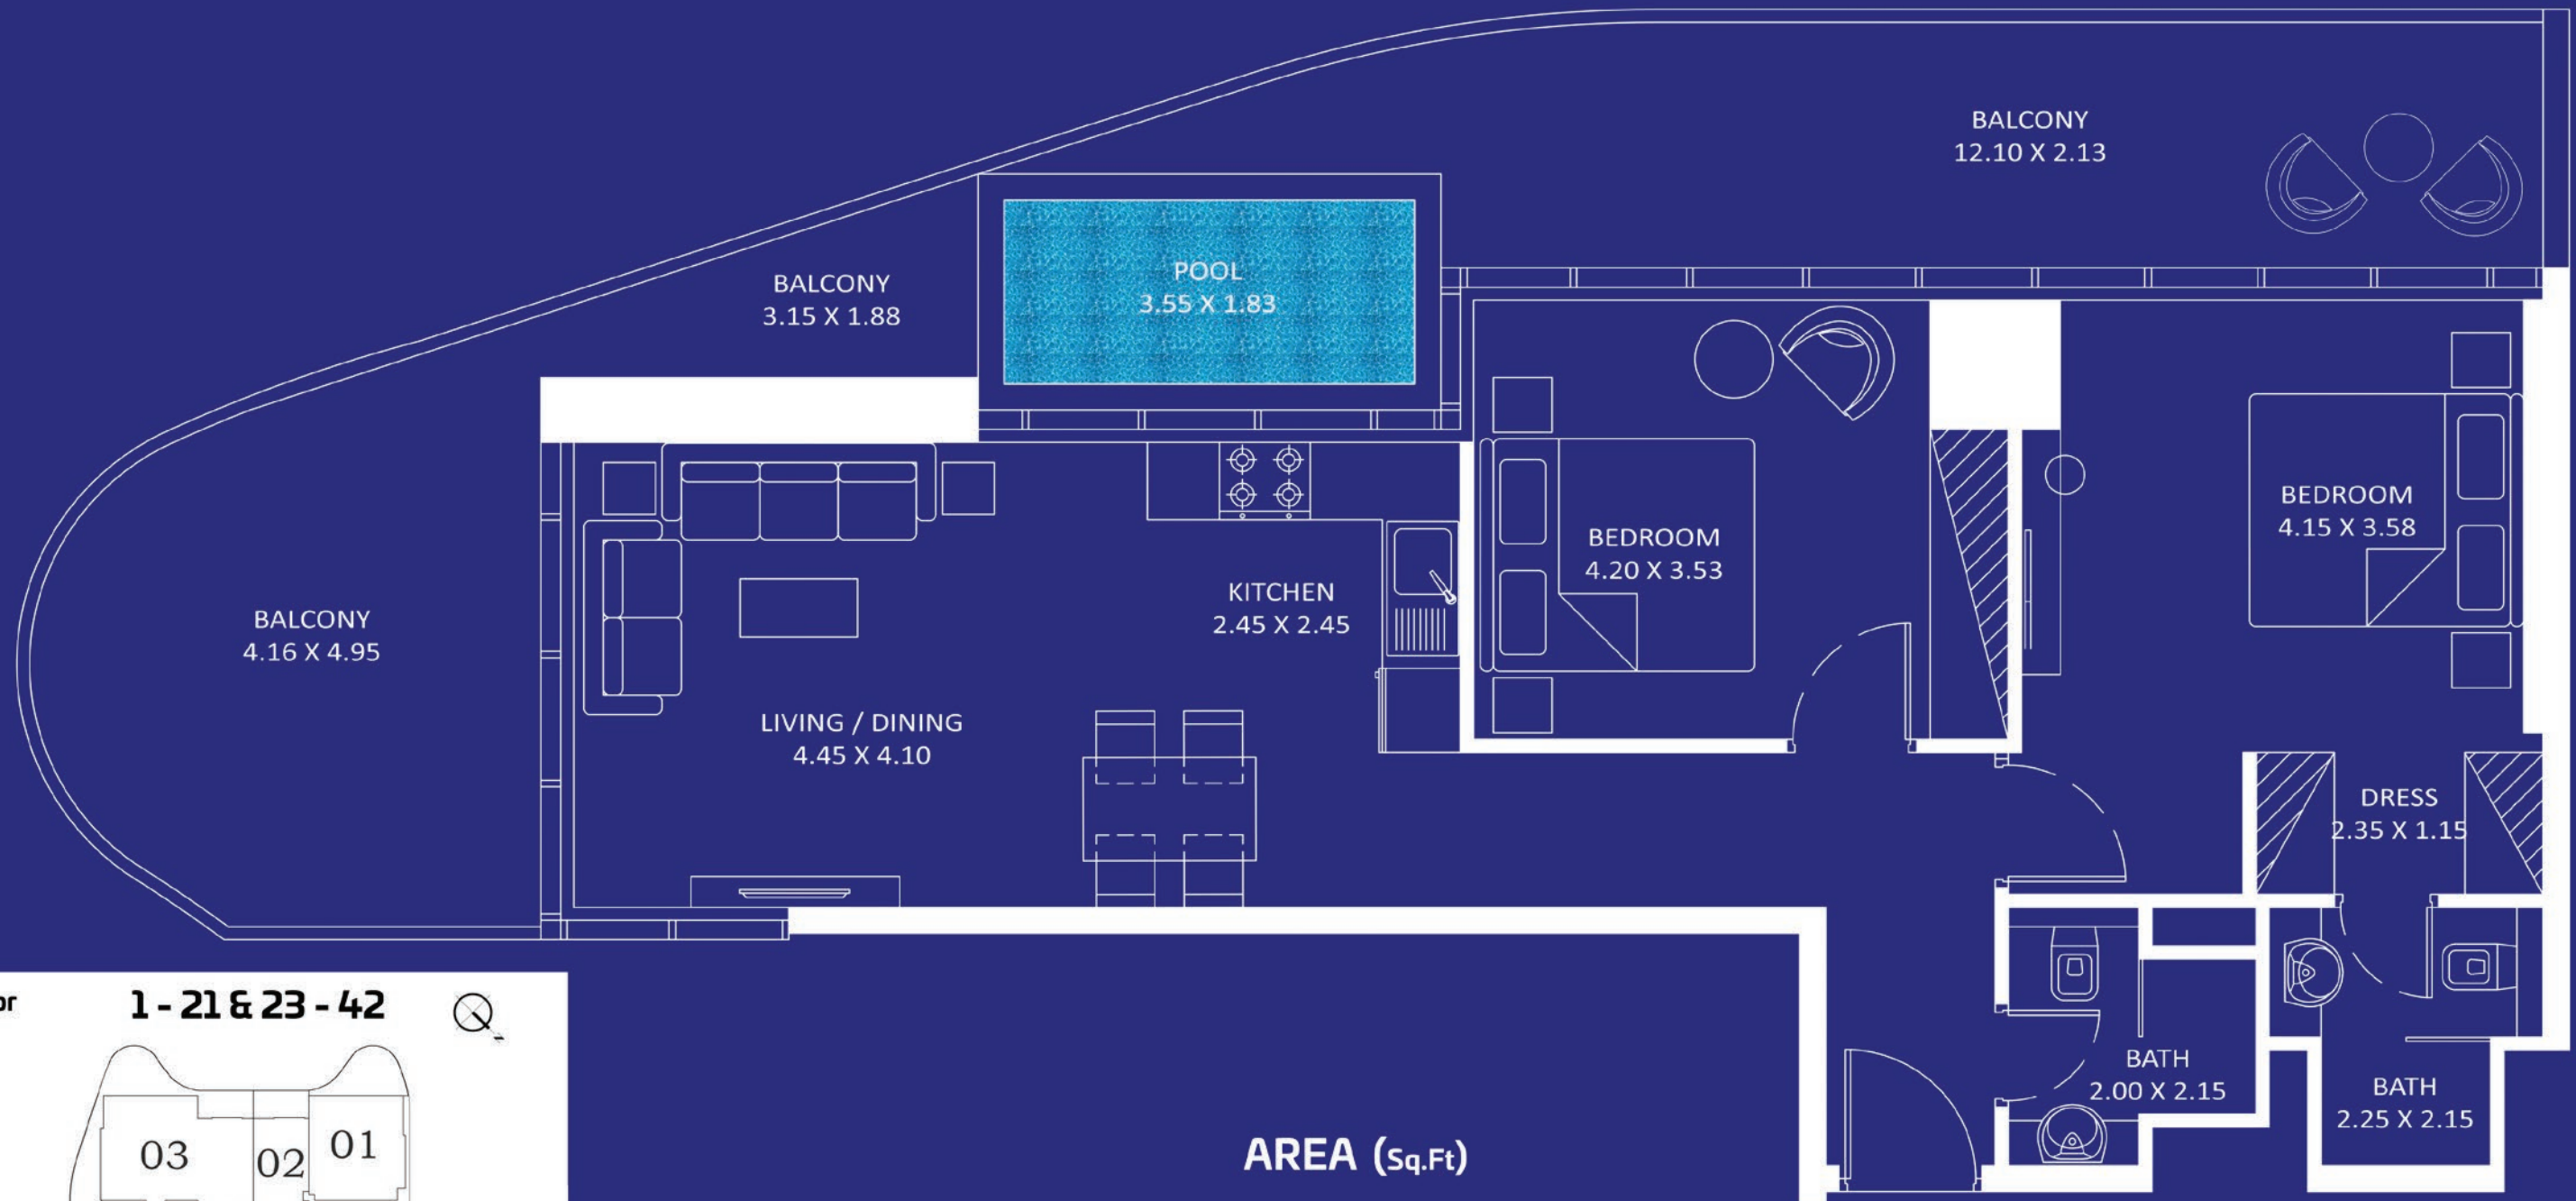 BALCONY
12.10 X 2.13
BALCONY
3.15 X 1.88
POOL
3.55 X 1.83
BEDROOM
4.15 X 3.58
BEDROOM
4.20 X 3.53
KITCHEN
2.45 X 2.45
BALCONY
4.16 X 4.95
LIVING / DINING
4.45 X 4.10
DRESS
2.35 X 1.15
BATH
2.00 X 2.15
BATH
2.25 X 2.15
1 - 21 & 23 - 42
03
02
01
AREA (Sq.Ft)